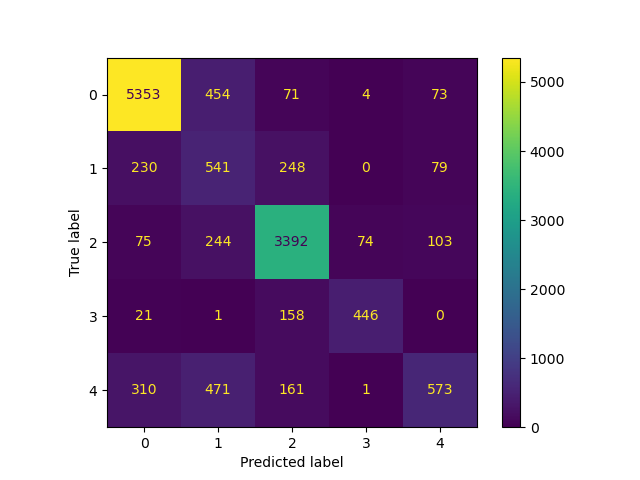 0 5353 454 71 4 73
1 230 541 248 0 79
2 75 244 3392 74 103
3 21 1 158 446 0
4 310 471 161 1 573
0 1 2 3 4
Predicted label
True label
5000
4000
3000
2000
1000
0